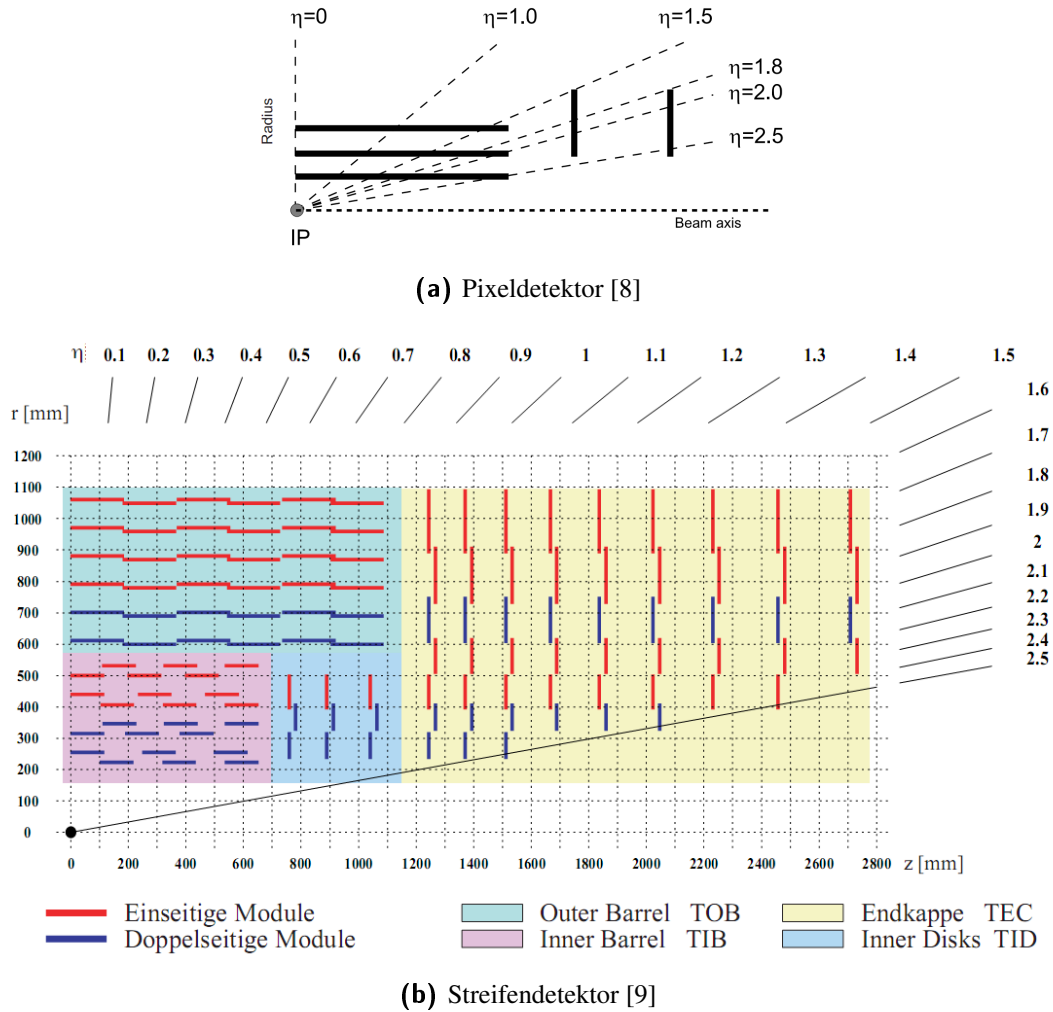 η=0 η=1.0 η=1.5
η=1.8
η=2.0
η=2.5
Radius
IP
Beam axis
(a) Pixeldetektor [8]
η 0.1 0.2 0.3 0.4 0.5 0.6 0.7 0.8 0.9 1 1.1 1.2 1.3 1.4 1.5
1.6
1.7
1.8
1.9
2
2.1
2.2
2.3
2.4
2.5
r [mm]
1200
1100
1000
900
800
700
600
500
400
300
200
100
0
0 200 400 600 800 1000 1200 1400 1600 1800 2000 2200 2400 2600 2800 z [mm]
Einseitige Module Outer Barrel TOB Endkappe TEC
Doppelseitige Module Inner Barrel TIB Inner Disks TID
(b) Streifendetektor [9]